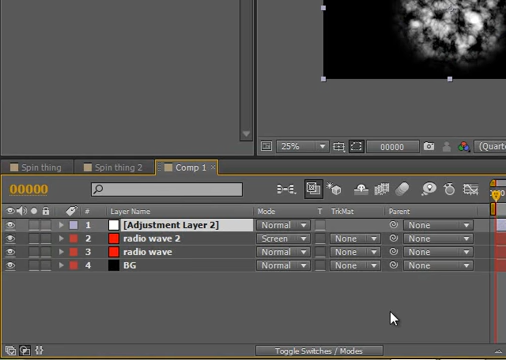 25% 00000 (Quart
Spin thing Spin thing 2 Comp 1 ×
00000
# Layer Name Mode T TrkMat Parent
1 [Adjustment Layer 2] Normal None
2 radio wave 2 Screen None None
3 radio wave Normal None None
4 BG Normal None None
Toggle Switches / Modes